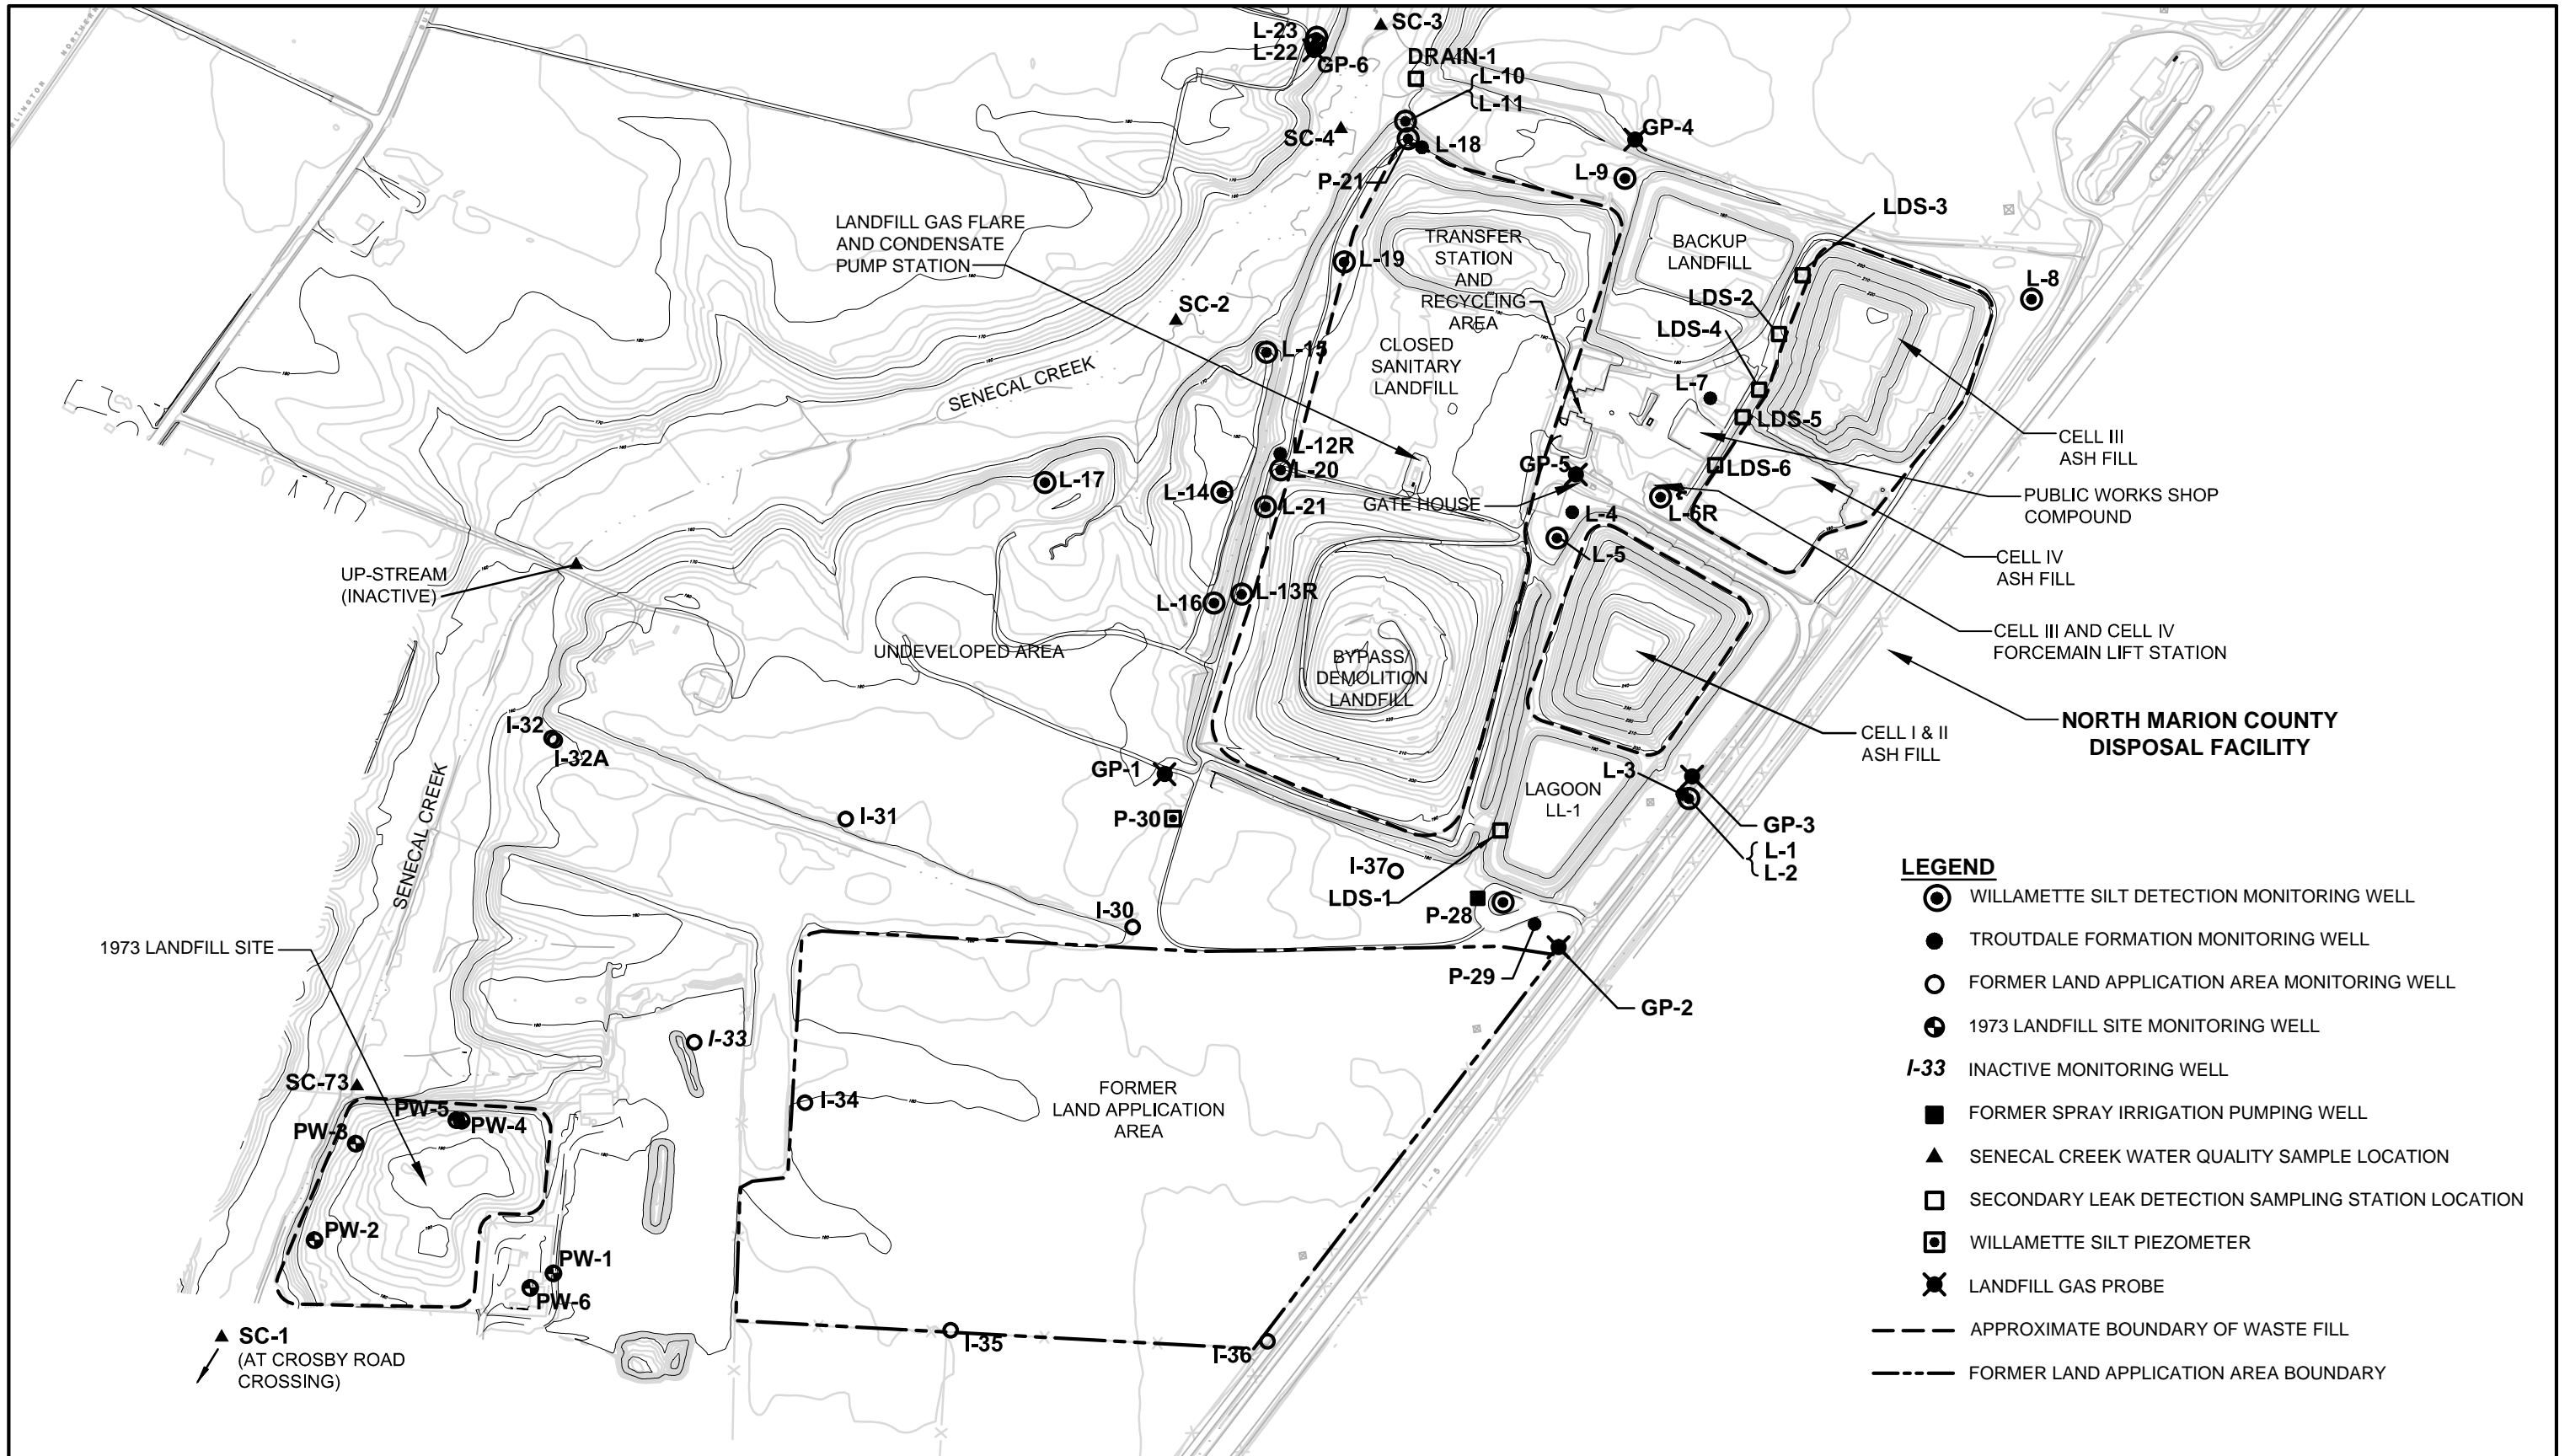 L-23
L-22
GP-6
SC-3
DRAIN-1
L-10
L-11
SC-4
L-18
P-21
GP-4
L-9
LDS-3
LANDFILL GAS FLARE
AND CONDENSATE
PUMP STATION
L-19
TRANSFER
STATION
AND
RECYCLING
AREA
BACKUP
LANDFILL
L-8
SC-2
LDS-2
LDS-4
L-15
CLOSED
SANITARY
LANDFILL
SENECAL CREEK
L-7
LDS-5
CELL III
ASH FILL
L-12R
L-20
GP-5
LDS-6
L-17
L-14
L-21
GATE HOUSE
L-4
L-6R
PUBLIC WORKS SHOP
COMPOUND
L-5
CELL IV
ASH FILL
UP-STREAM
(INACTIVE)
L-16
L-13R
UNDEVELOPED AREA
BYPASS/
DEMOLITION
LANDFILL
CELL III AND CELL IV
FORCEMAIN LIFT STATION
NORTH MARION COUNTY
DISPOSAL FACILITY
I-32
I-32A
CELL I & II
ASH FILL
GP-1
L-3
SENECAL CREEK
LAGOON
LL-1
I-31
P-30
GP-3
L-1
L-2
I-37
LDS-1
P-28
I-30
P-29
GP-2
1973 LANDFILL SITE
I-33
SC-73
PW-5
PW-4
PW-3
I-34
FORMER
LAND APPLICATION
AREA
I-5
PW-2
PW-1
PW-6
SC-1
(AT CROSBY ROAD
CROSSING)
I-35
I-36
LEGEND
WILLAMETTE SILT DETECTION MONITORING WELL
TROUTDALE FORMATION MONITORING WELL
FORMER LAND APPLICATION AREA MONITORING WELL
1973 LANDFILL SITE MONITORING WELL
I-33 INACTIVE MONITORING WELL
FORMER SPRAY IRRIGATION PUMPING WELL
SENECAL CREEK WATER QUALITY SAMPLE LOCATION
SECONDARY LEAK DETECTION SAMPLING STATION LOCATION
WILLAMETTE SILT PIEZOMETER
LANDFILL GAS PROBE
APPROXIMATE BOUNDARY OF WASTE FILL
FORMER LAND APPLICATION AREA BOUNDARY